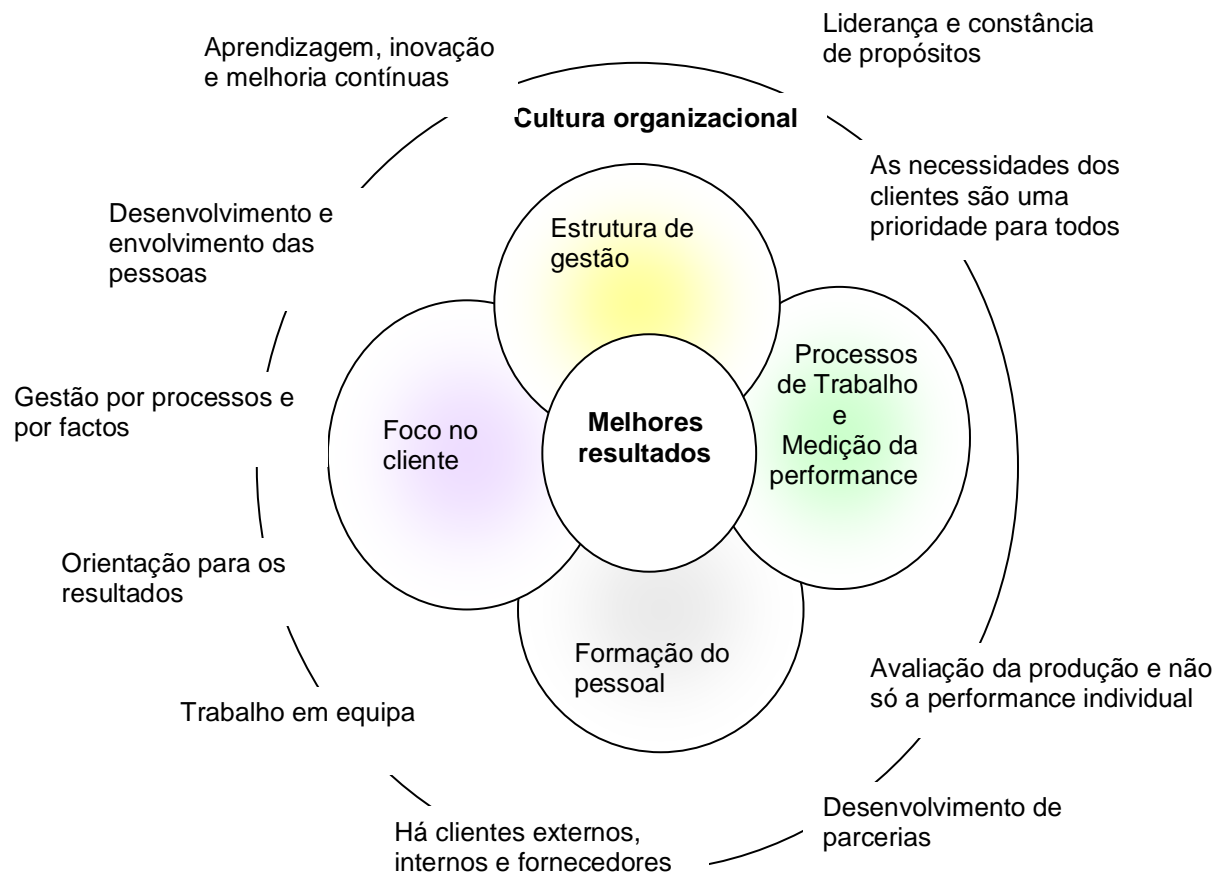 Liderança e constância
de propósitos
Aprendizagem, inovação
e melhoria contínuas
Cultura organizacional
As necessidades dos
clientes são uma
prioridade para todos
Desenvolvimento e
envolvimento das
pessoas
Estrutura de
gestão
Processos
de Trabalho
e
Medição da
performance
Gestão por processos e
por factos
Foco no
cliente
Melhores
resultados
Orientação para os
resultados
Formação do
pessoal
Avaliação da produção e não
só a performance individual
Trabalho em equipa
Desenvolvimento de
parcerias
Há clientes externos,
internos e fornecedores